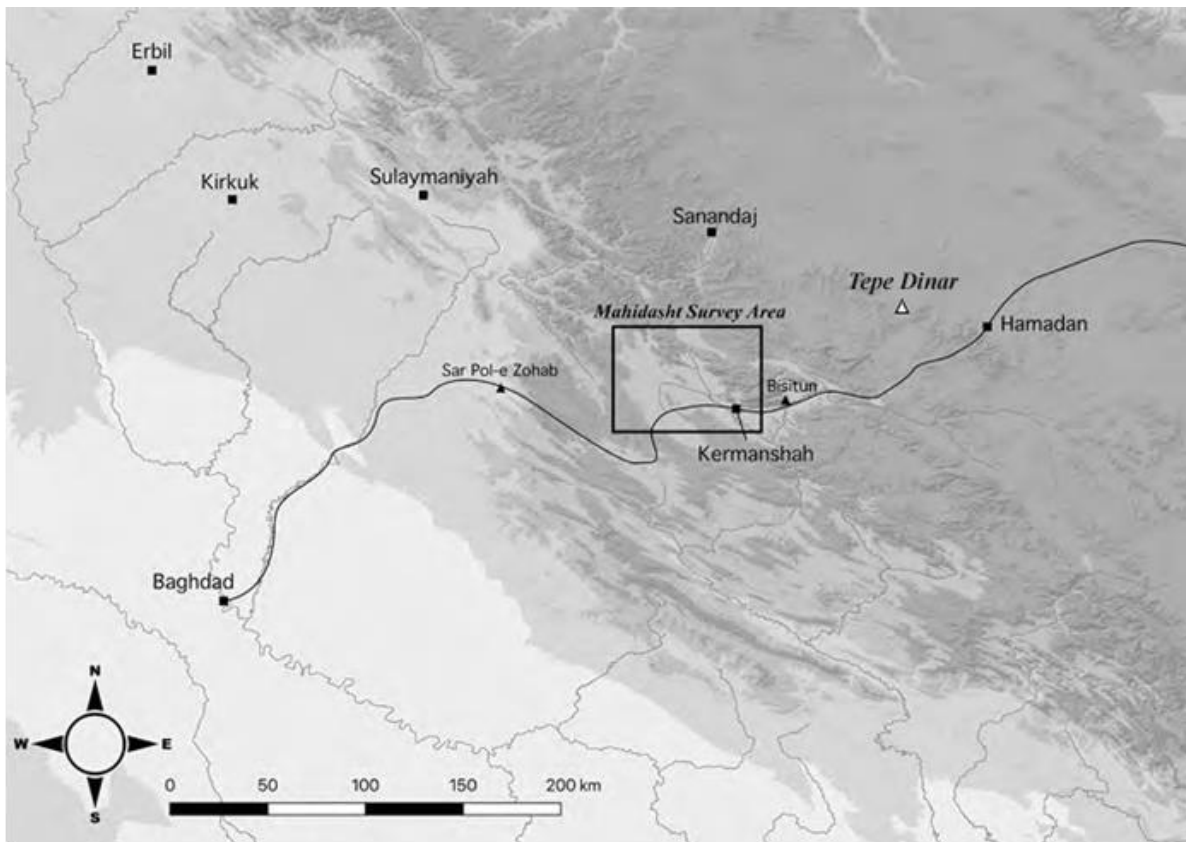 Erbil
Kirkuk
Sulaymaniyah
Sanandaj
Tepe Dinar
Mahidasht Survey Area
Hamadan
Sar Pol-e Zohab
Bisitun
Kermanshah
Baghdad
N
W E
S
0 50 100 150 200 km